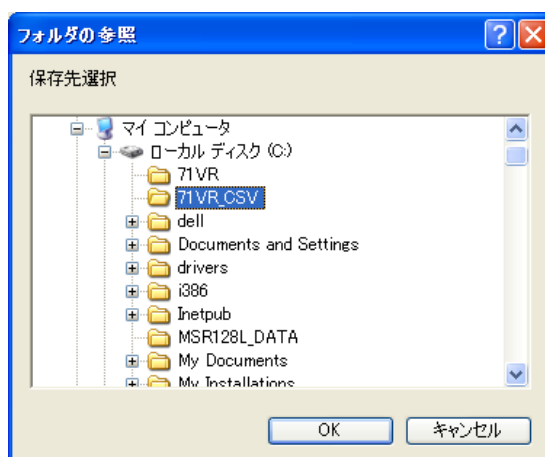 フォルダの参照
保存先選択
マイ コンピュータ
ローカル ディスク (C:)
71VR
71VR_CSV
dell
Documents and Settings
drivers
i386
Inetpub
MSR128L_DATA
My Documents
My Installations
OK
キャンセル